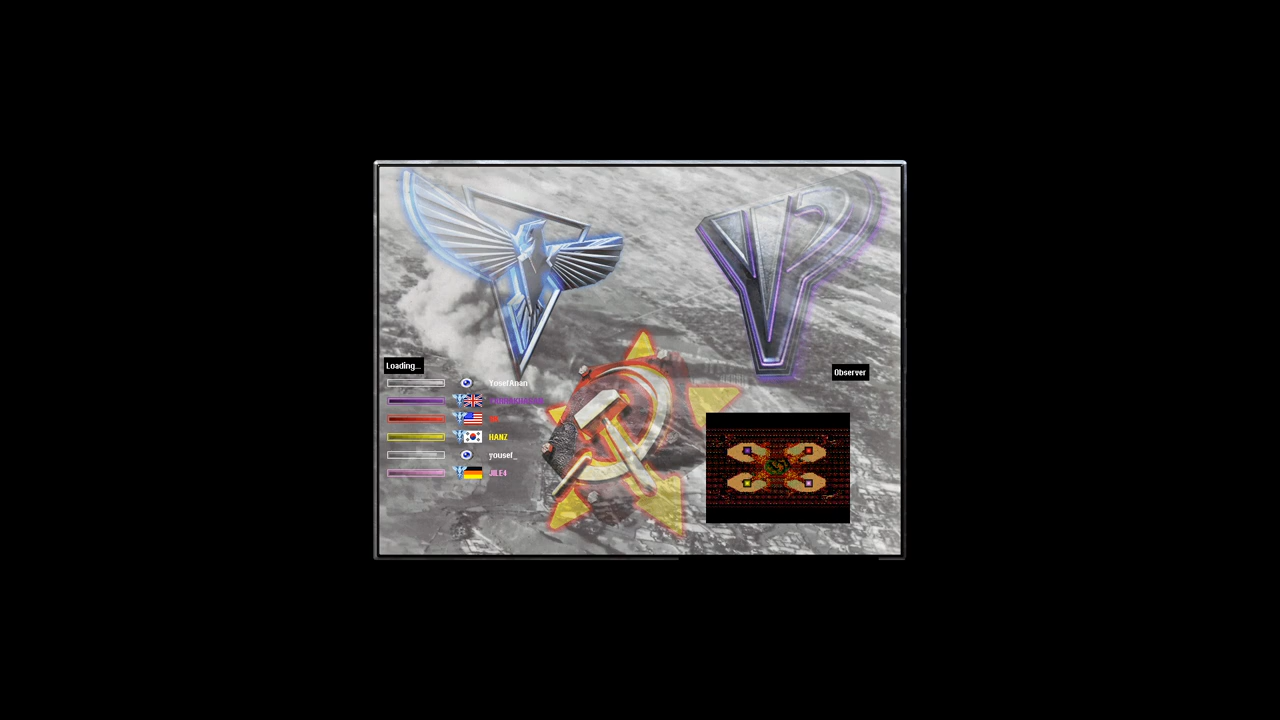 Loading...
YosefAnan
Observer
HANZ
yousef_
JILE4